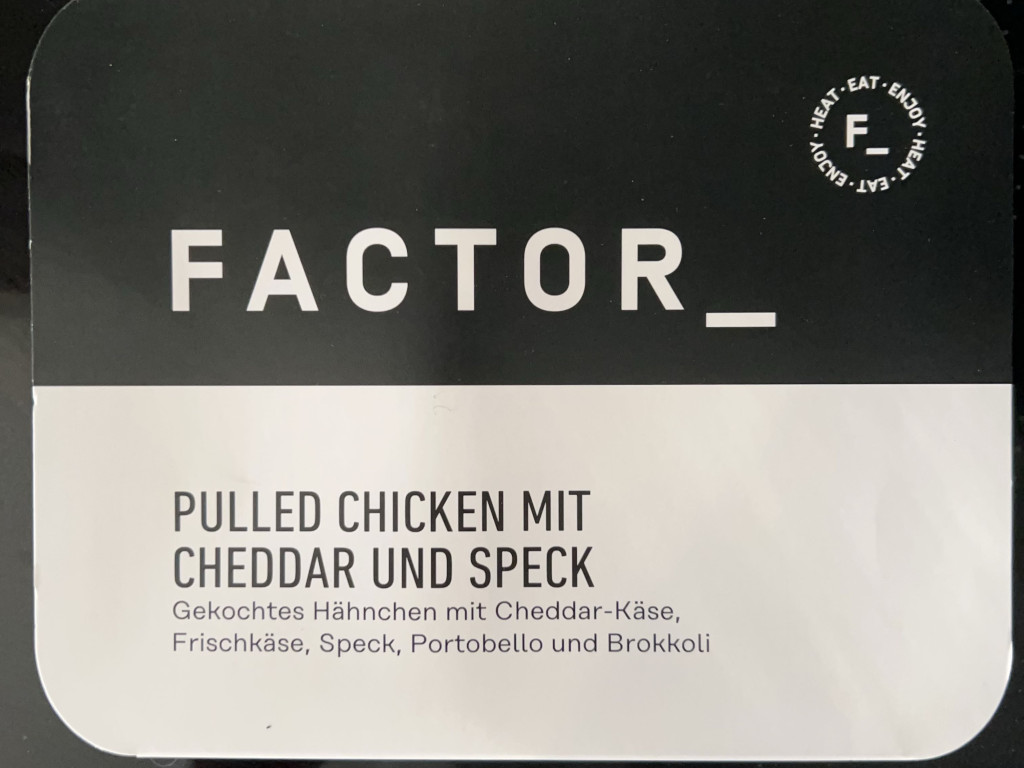 HEAT · EAT · ENJOY · HEAT · EAT · ENJOY ·
F_
FACTOR_
PULLED CHICKEN MIT
CHEDDAR UND SPECK
Gekochtes Hähnchen mit Cheddar-Käse,
Frischkäse, Speck, Portobello und Brokkoli